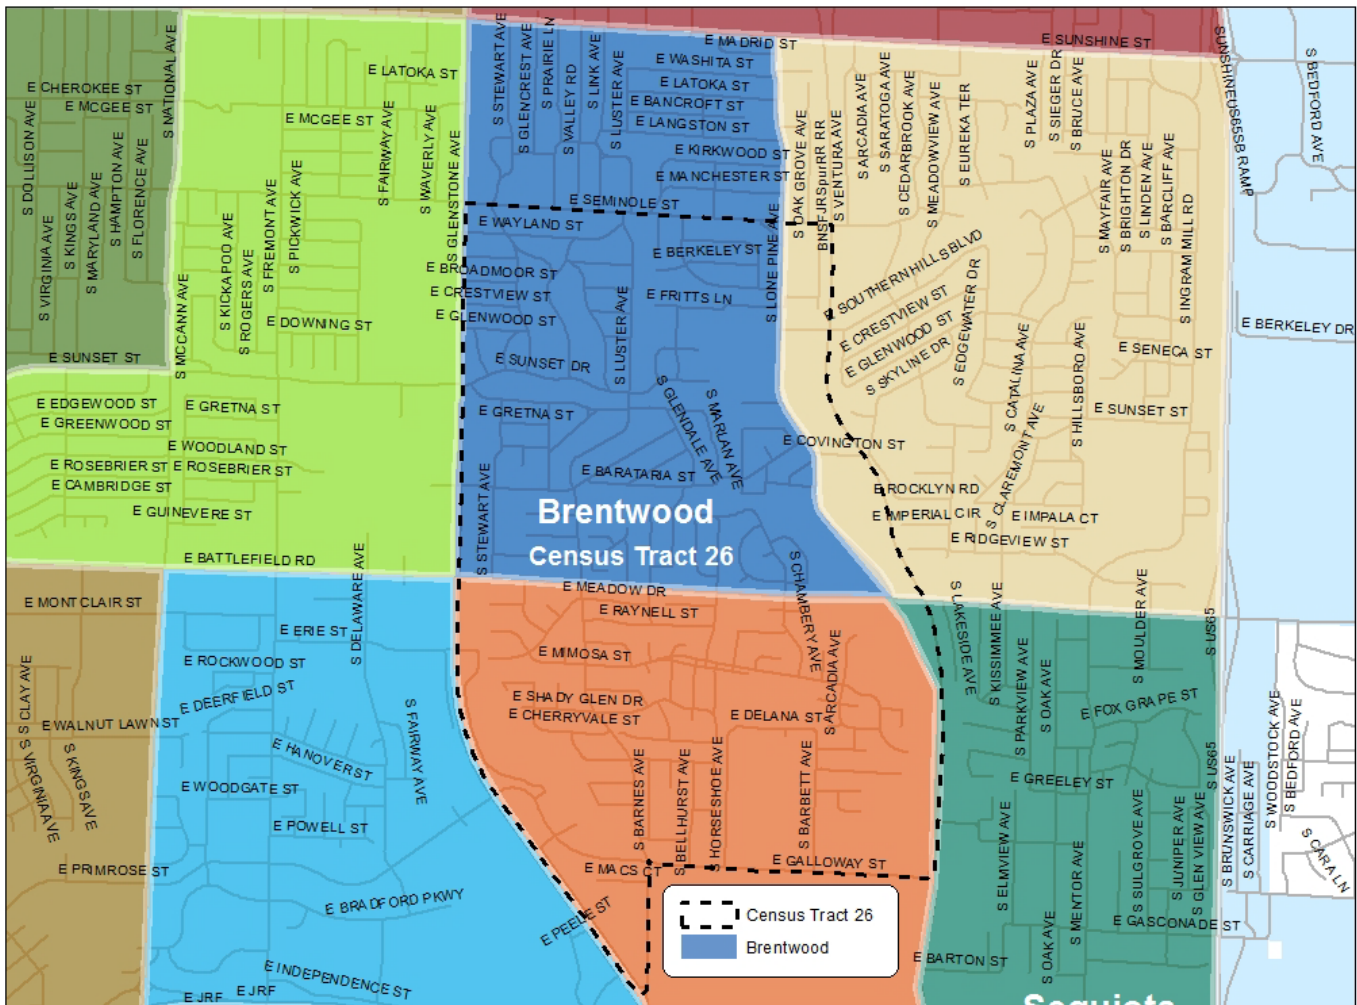 E MADRID ST
E SUNSHINE ST
S NATIONAL AVE
S STEWART AVE
S GLENCREST AVE
S PRAIRIE LN
S VALLEY RD
S LINK AVE
S LUSTER AVE
E WASHITA ST
E LATOKA ST
E LATOKA ST
E BANCROFT ST
E LANGSTON ST
E KIRKWOOD ST
E MANCHESTER ST
E SEMINOLE ST
E CHEROKEE ST
E MCGEE ST
E MCGEE ST
S DOLLISON AVE
S VIRGINIA AVE
S KINGS AVE
S MARYLAND AVE
S HAMPTON AVE
S FLORENCE AVE
S FAIRWAY AVE
S WAVERLY AVE
S GLENSTONE AVE
S KICKAPOO AVE
S ROGERS AVE
S FREMONT AVE
S PICKWICK AVE
S MCCANN AVE
S OAK GROVE AVE
BNSFJRSpurRR RR
S VENTURA AVE
S ARCADIA AVE
S SARATOGA AVE
S CEDARBROOK AVE
S MEADOWVIEW AVE
S EUREKA TER
S PLAZA AVE
S SIEGER DR
S BRUCE AVE
S MAYFAIR AVE
S BRIGHTON DR
S LINDEN AVE
S BARCLIFF AVE
S INGRAM MILL RD
SUNSHINEUS65SB RAMP
S BEDFORD AVE
E WAYLAND ST
E BERKELEY ST
S LONE PINE AVE
E BROADMOOR ST
E CRESTVIEW ST
E GLENWOOD ST
E FRITTS LN
E SOUTHERN HILLS BLVD
E CRESTVIEW ST
E GLENWOOD ST
S SKYLINE DR
S EDGEWATER DR
S CATALINA AVE
S HILLSBORO AVE
S CLAREMONT AVE
E BERKELEY DR
E SENECA ST
E SUNSET ST
E DOWNING ST
E SUNSET ST
E SUNSET DR
S LUSTER AVE
S GLENDALE AVE
S MARLAN AVE
E EDGEWOOD ST
E GRETNA ST
E GRETNA ST
E GREENWOOD ST
E WOODLAND ST
E COVINGTON ST
E ROSEBRIER ST
E ROSEBRIER ST
E BARATARIA ST
E CAMBRIDGE ST
E ROCKLYN RD
E GUINEVERE ST
S STEWART AVE
Brentwood
Census Tract 26
E IMPERIAL CIR
E IMPALA CT
E RIDGEVIEW ST
E BATTLEFIELD RD
S DELAWARE AVE
E MEADOW DR
S CHAMBERY AVE
E MONTCLAIR ST
E RAYNELL ST
S LAKESIDE AVE
S KISSIMMEE AVE
S MOULDER AVE
S US65
E ERIE ST
E MIMOSA ST
S ARCADIA AVE
S PARKVIEW AVE
S OAK AVE
E ROCKWOOD ST
E DEERFIELD ST
E SHADY GLEN DR
E CHERRYVALE ST
E DELANA ST
E FOX GRAPE ST
S CLAY AVE
E WALNUT LAWN ST
S VIRGINIA AVE
S KINGS AVE
S FAIRWAY AVE
E HANOVER ST
E WOODGATE ST
E POWELL ST
S BARNES AVE
S BELLHURST AVE
S HORSESHOE AVE
S BARBETT AVE
E GREELEY ST
S US65
S BRUNSWICK AVE
S CARRIAGE AVE
S WOODSTOCK AVE
S BEDFORD AVE
S CARA LN
E PRIMROSE ST
E MACS CT
E GALLOWAY ST
S ELMVIEW AVE
S MENTOR AVE
S SULGROVE AVE
S JUNIPER AVE
S GLEN VIEW AVE
E BRADFORD PKWY
E PEELE ST
Census Tract 26
Brentwood
E GASCONADE ST
S OAK AVE
E BARTON ST
E INDEPENDENCE ST
E JRF
E JRF
Sequiota